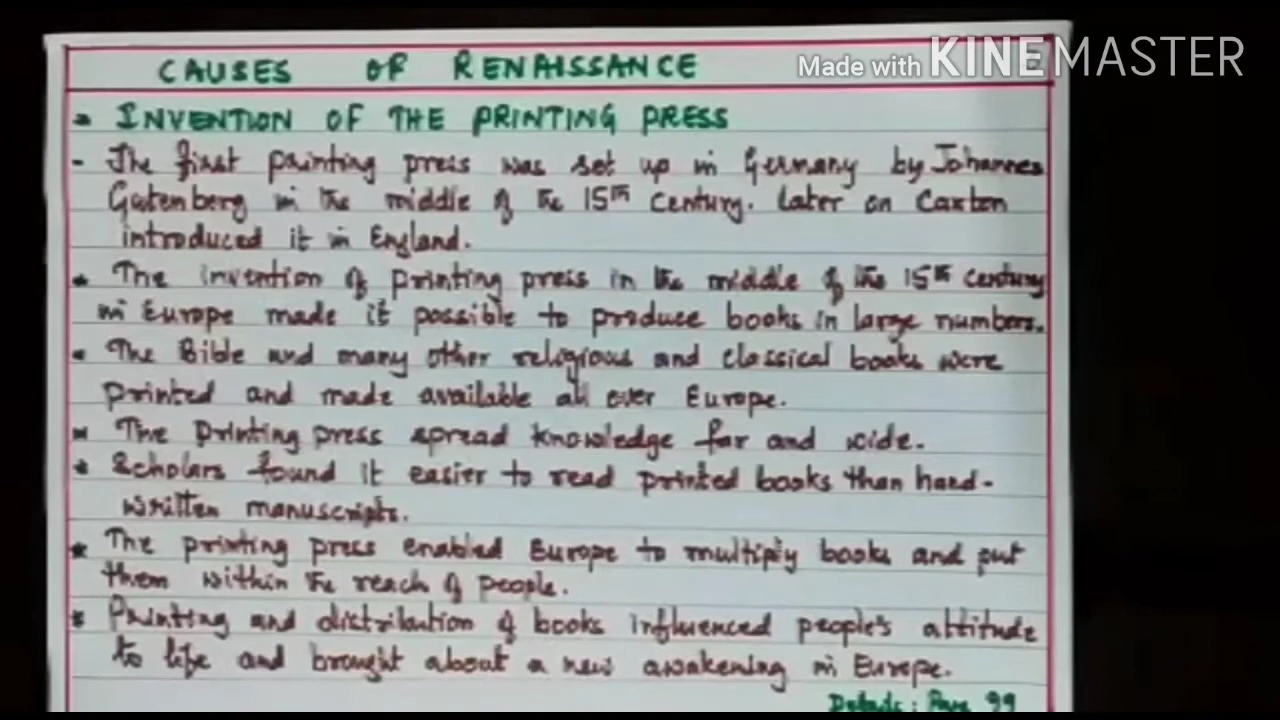 CAUSES OF RENAISSANCE
Made with KINEMASTER
INVENTION OF THE PRINTING PRESS
- The first printing press was set up in Germany by Johannes
Gutenberg in the middle of the 15th Century. Later on Caxton
introduced it in England.
The invention of printing press in the middle of the 15th century
in Europe made it possible to produce books in large numbers.
The Bible and many other religious and classical books were
printed and made available all over Europe.
The printing press spread knowledge far and wide.
Scholars found it easier to read printed books than hand-
written manuscripts.
The printing press enabled Europe to multiply books and put
them within the reach of people.
Printing and distribution of books influenced people's attitude
to life and brought about a new awakening in Europe.
Details: Page 99